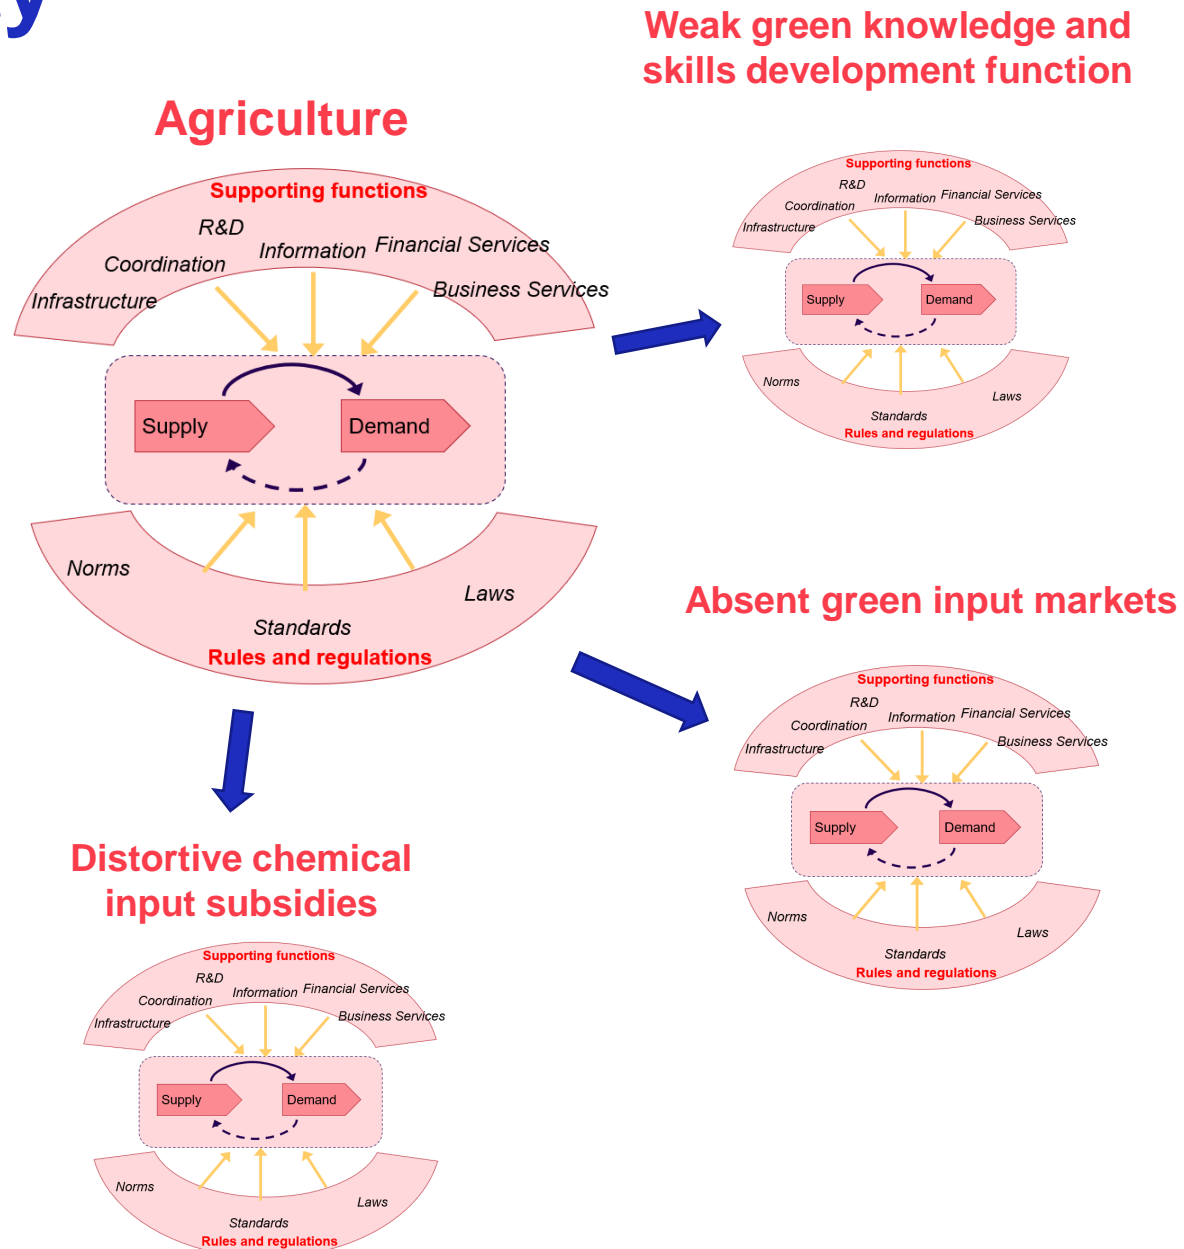 y
Weak green knowledge and
skills development function
Agriculture
Supporting functions
R&D
Information
Financial Services
Coordination
Business Services
Infrastructure
Supply
Demand
Norms
Laws
Standards
Rules and regulations
Supporting functions
R&D
Information
Financial Services
Coordination
Business Services
Infrastructure
Supply
Demand
Norms
Laws
Standards
Rules and regulations
Absent green input markets
Supporting functions
R&D
Information
Financial Services
Coordination
Business Services
Infrastructure
Supply
Demand
Norms
Laws
Standards
Rules and regulations
Distortive chemical
input subsidies
Supporting functions
R&D
Information
Financial Services
Coordination
Business Services
Infrastructure
Supply
Demand
Norms
Laws
Standards
Rules and regulations